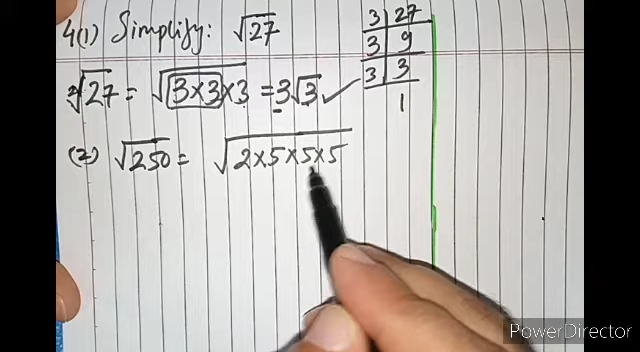 4(1) Simplify: √27
²√27 = √3×3×3 = 3√3 ✓
(2) √250 = √2×5×5×5
3 | 27
3 | 9
3 | 3
1
PowerDirector